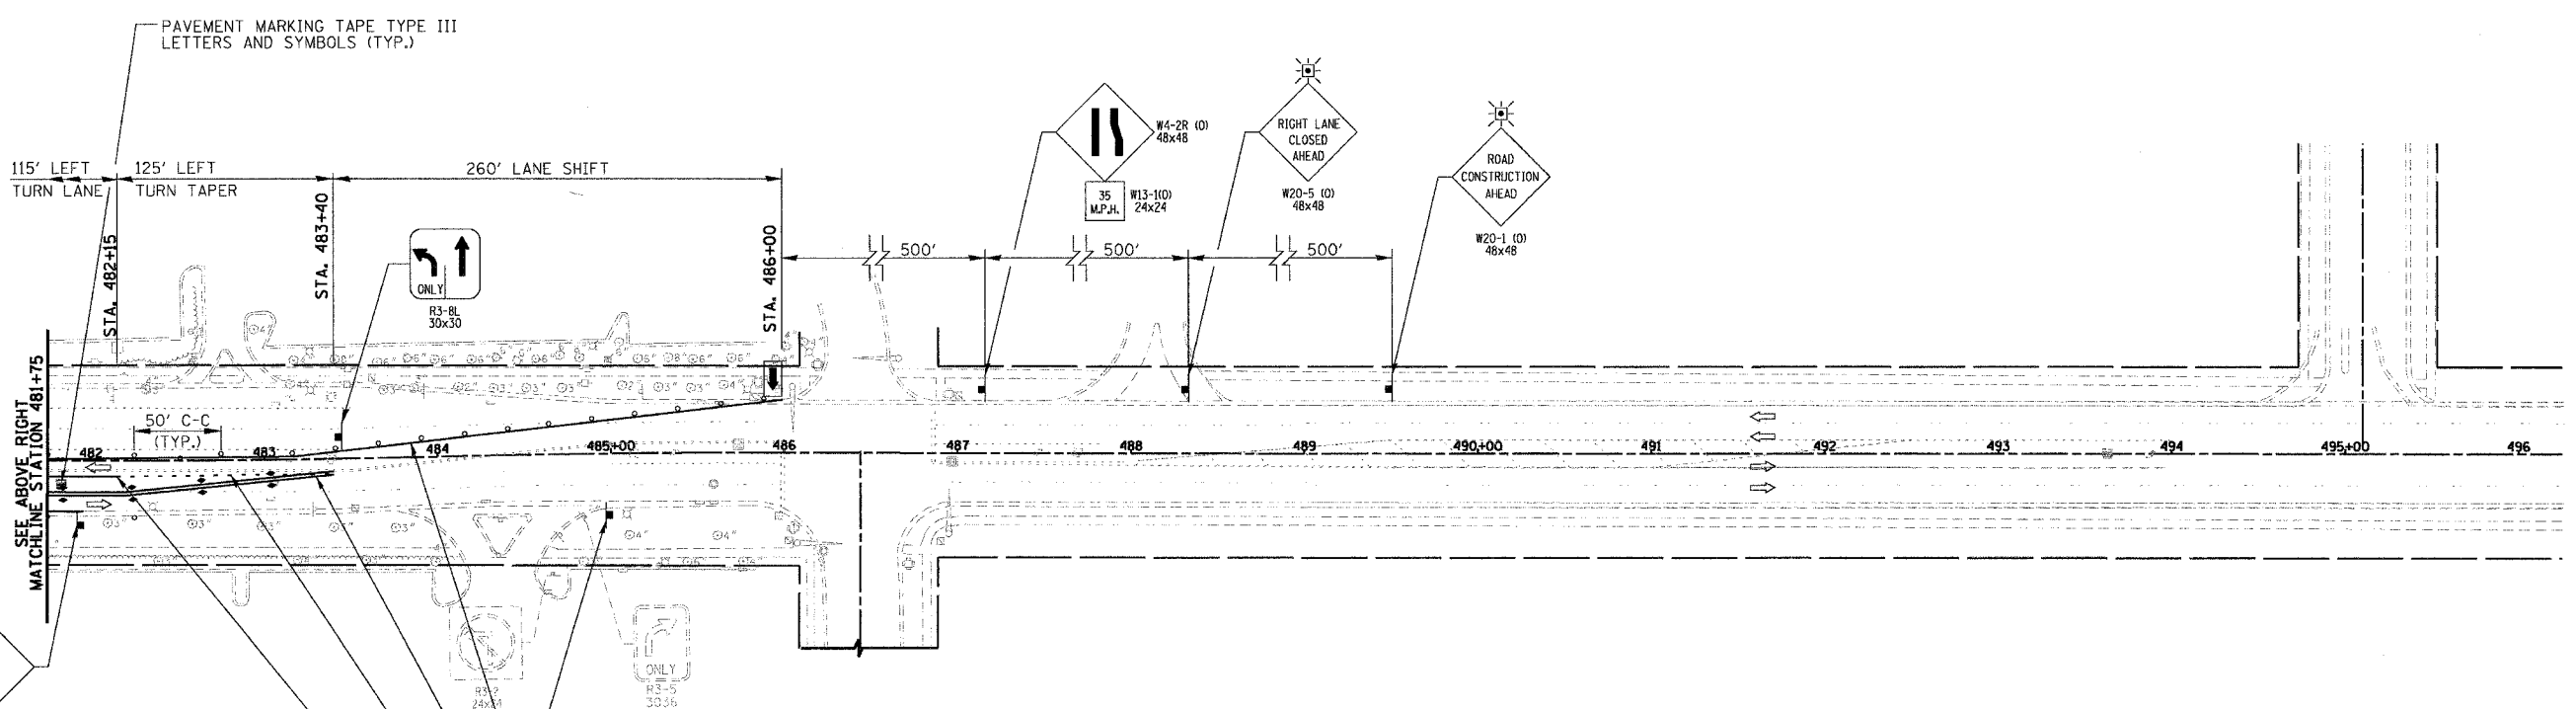 PAVEMENT MARKING TAPE TYPE III
LETTERS AND SYMBOLS (TYP.)
115' LEFT
TURN LANE
125' LEFT
TURN TAPER
260' LANE SHIFT
STA. 482+15
STA. 483+40
STA. 486+00
ONLY
R3-8L
30x30
W4-2R (O)
48x48
35
M.P.H.
W13-1(O)
24x24
RIGHT LANE
CLOSED
AHEAD
W20-5 (O)
48x48
ROAD
CONSTRUCTION
AHEAD
W20-1 (O)
48x48
500'
500'
500'
SEE ABOVE RIGHT
MATCHLINE STATION 481+75
50' C-C
(TYP.)
482
483
484
485+00
486
487
488
489
490+00
491
492
493
494
495+00
496
R3-2
24x24
ONLY
R3-5
3036